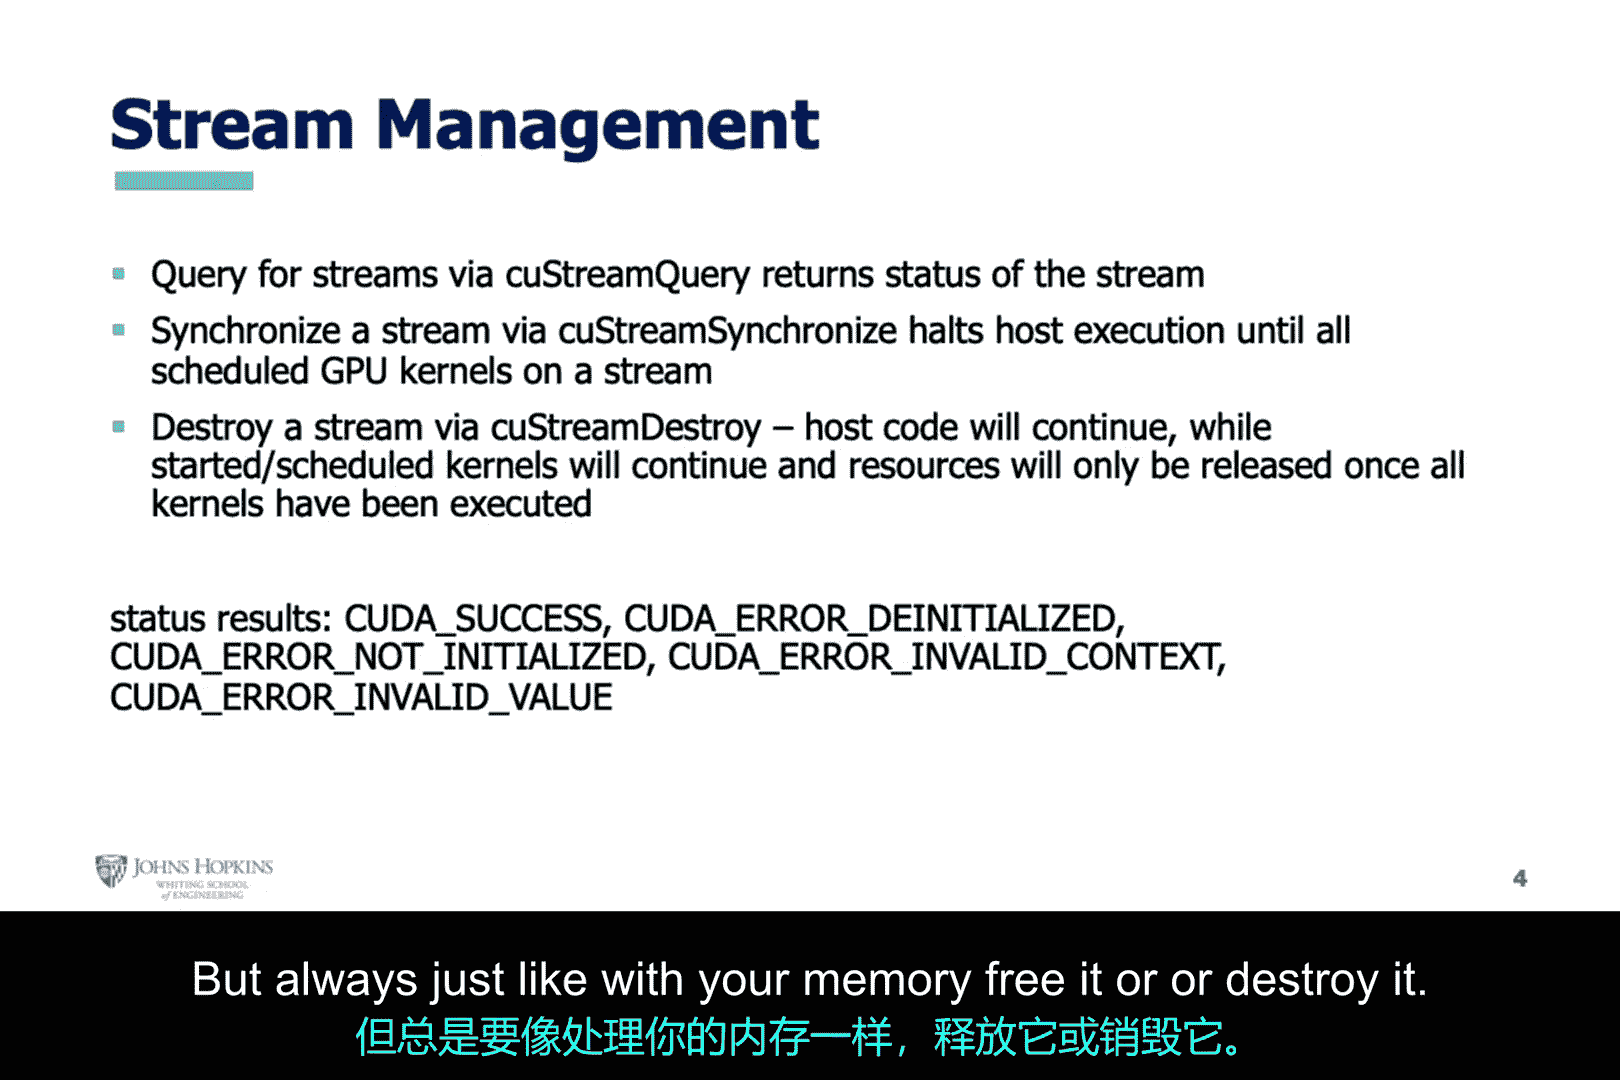 Stream Management
Query for streams via cuStreamQuery returns status of the stream
Synchronize a stream via cuStreamSynchronize halts host execution until all
scheduled GPU kernels on a stream
Destroy a stream via cuStreamDestroy – host code will continue, while
started/scheduled kernels will continue and resources will only be released once all
kernels have been executed
status results: CUDA_SUCCESS, CUDA_ERROR_DEINITIALIZED,
CUDA_ERROR_NOT_INITIALIZED, CUDA_ERROR_INVALID_CONTEXT,
CUDA_ERROR_INVALID_VALUE
JOHNS HOPKINS
WHITING SCHOOL
of ENGINEERING
4
But always just like with your memory free it or or destroy it.
但总是要像处理你的内存一样，释放它或销毁它。